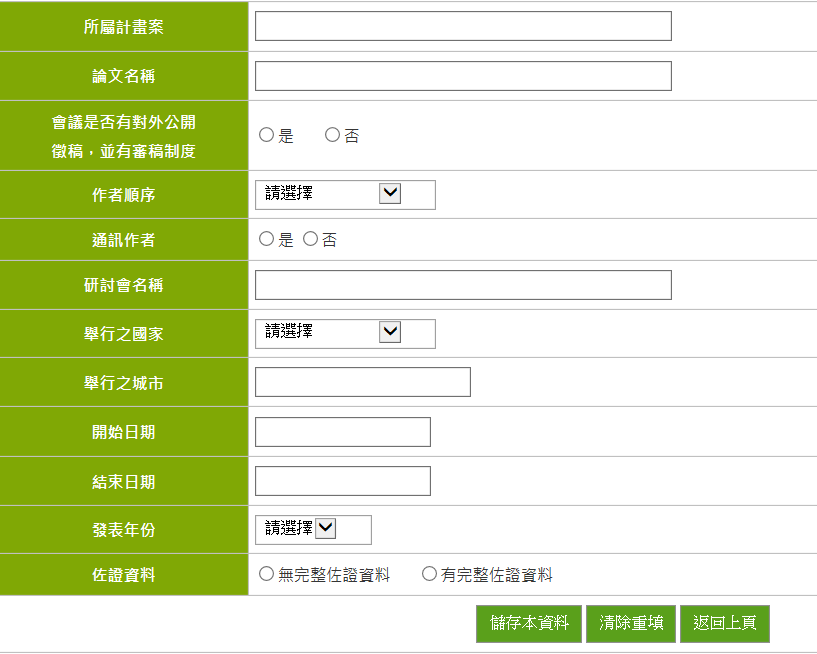 所屬計畫案
論文名稱
會議是否有對外公開
徵稿，並有審稿制度
是 否
作者順序 請選擇
通訊作者 是 否
研討會名稱
舉行之國家 請選擇
舉行之城市
開始日期
結束日期
發表年份 請選擇
佐證資料 無完整佐證資料 有完整佐證資料
儲存本資料 清除重填 返回上頁